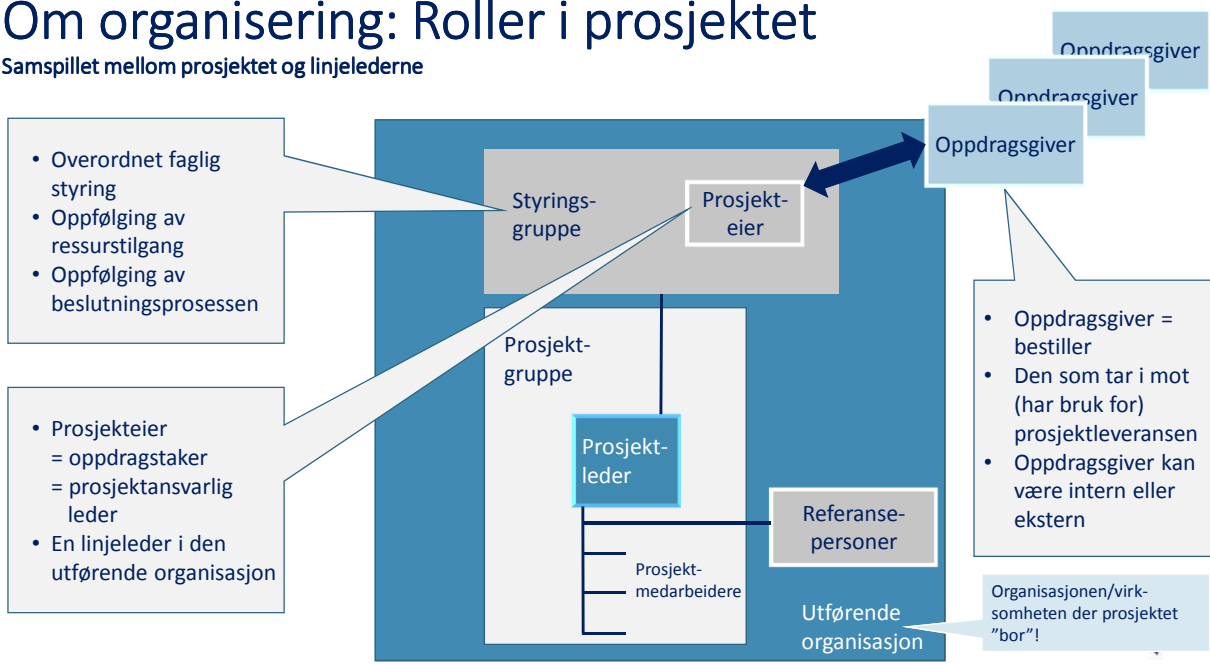 Om organisering: Roller i prosjektet
Samspillet mellom prosjektet og linjelederne
Oppdragsgiver
Oppdragsgiver
Oppdragsgiver
• Overordnet faglig
styring
• Oppfølging av
ressurstilgang
• Oppfølging av
beslutningsprosessen
Styrings-
gruppe
Prosjekt-
eier
• Prosjekteier
= oppdragstaker
= prosjektansvarlig
leder
• En linjeleder i den
utførende organisasjon
Prosjekt-
gruppe
Prosjekt-
leder
Prosjekt-
medarbeidere
Referanse-
personer
Utførende
organisasjon
• Oppdragsgiver =
bestiller
• Den som tar i mot
(har bruk for)
prosjektleveransen
• Oppdragsgiver kan
være intern eller
ekstern
Organisasjonen/virk-
somheten der prosjektet
”bor”!